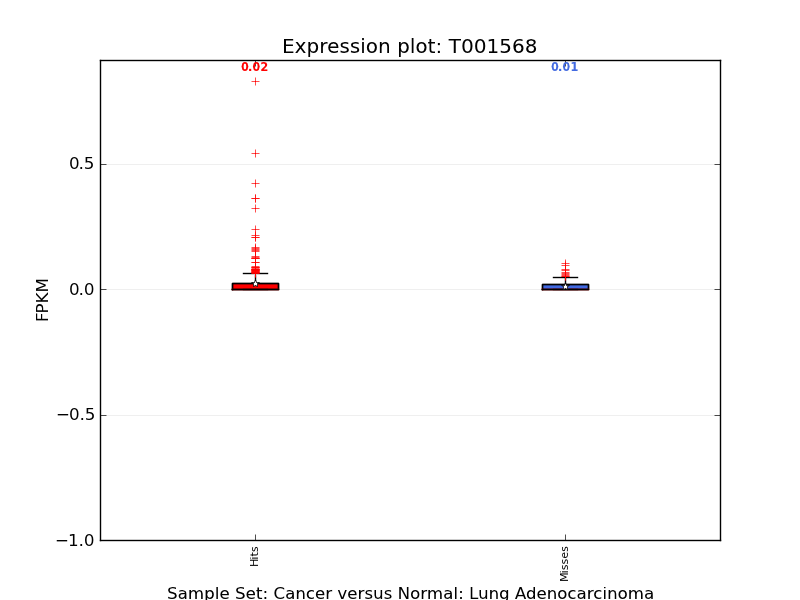 Expression plot: T001568
0.02
0.01
0.5
0.0
−0.5
−1.0
FPKM
Hits
Misses
Sample Set: Cancer versus Normal: Lung Adenocarcinoma